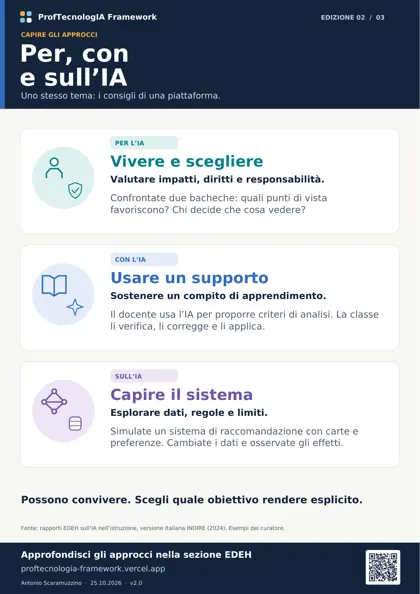 ProfTecnologIA Framework
EDIZIONE 02 / 03
CAPIRE GLI APPROCCI
Per, con
e sull’IA
Uno stesso tema: i consigli di una piattaforma.
PER L’IA
Vivere e scegliere
Valutare impatti, diritti e responsabilità.
Confrontate due bacheche: quali punti di vista
favoriscono? Chi decide che cosa vedere?
CON L’IA
Usare un supporto
Sostenere un compito di apprendimento.
Il docente usa l’IA per proporre criteri di analisi. La classe
li verifica, li corregge e li applica.
SULL’IA
Capire il sistema
Esplorare dati, regole e limiti.
Simulate un sistema di raccomandazione con carte e
preferenze. Cambiate i dati e osservate gli effetti.
Possono convivere. Scegli quale obiettivo rendere esplicito.
Fonte: rapporti EDEH sull’IA nell’istruzione, versione italiana INDIRE (2024). Esempi del curatore.
Approfondisci gli approcci nella sezione EDEH
proftecnologia-framework.vercel.app
Antonio Scaramuzzino · 25.10.2026 · v2.0